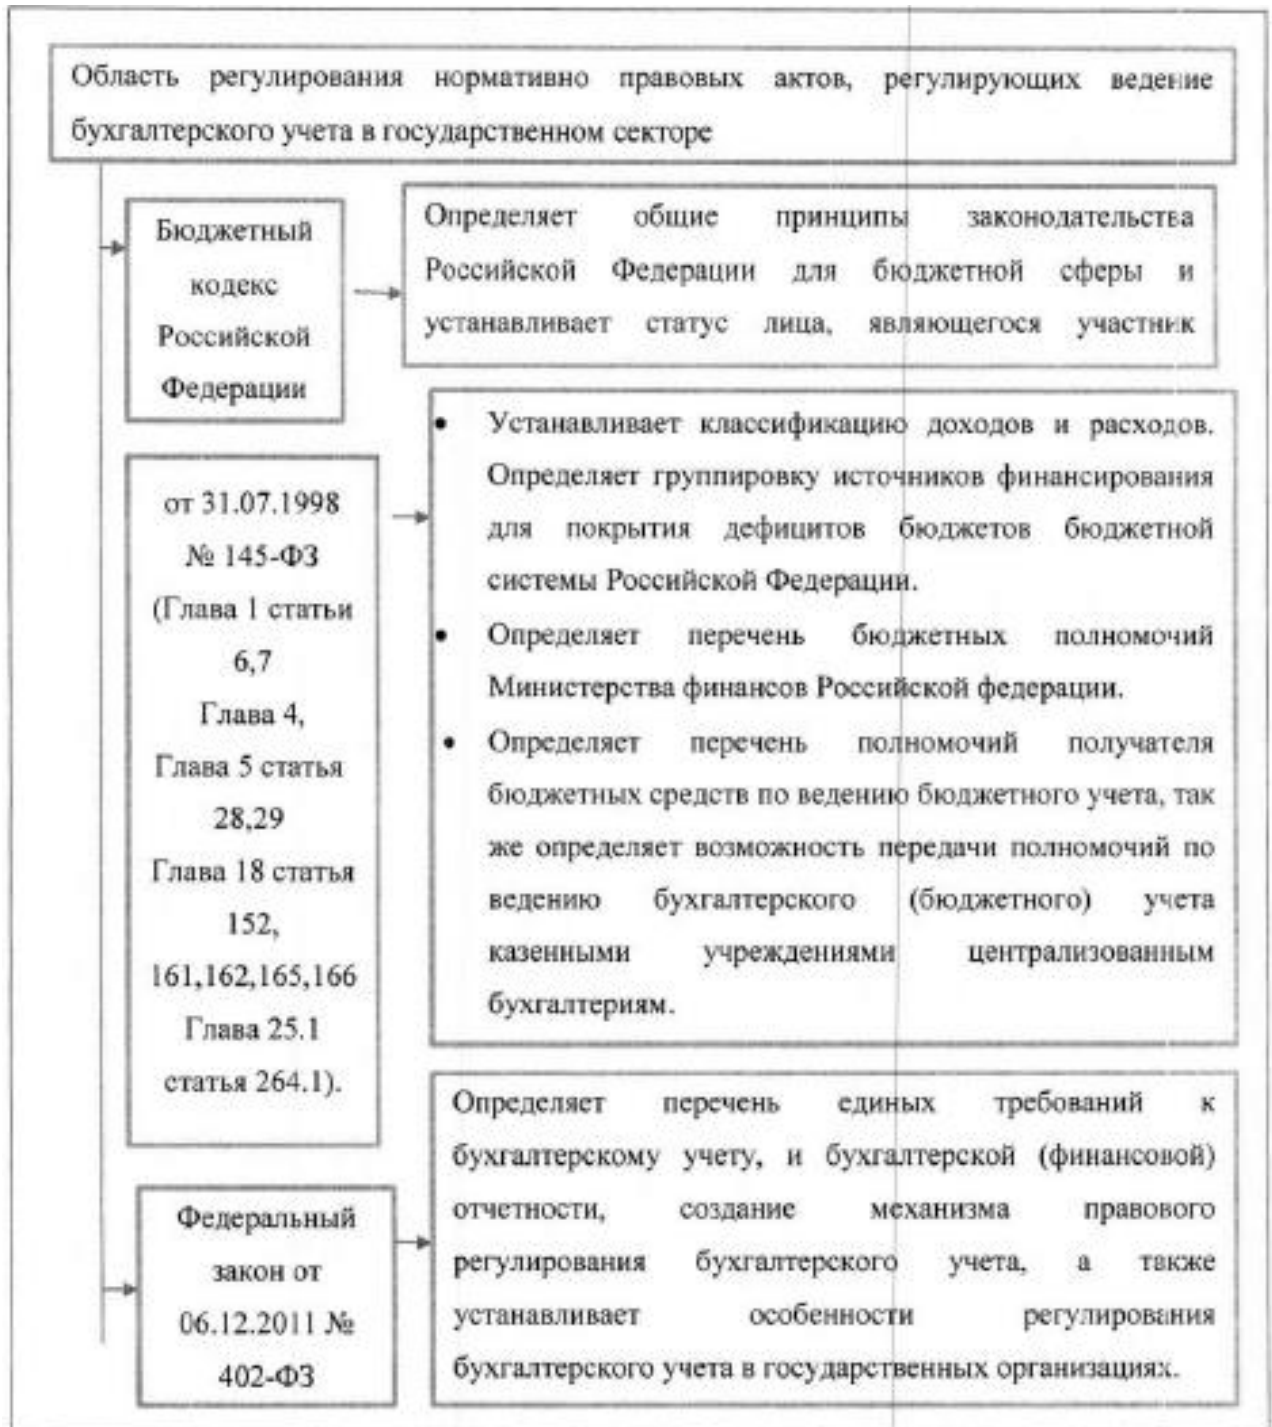 Область регулирования нормативно правовых актов, регулирующих ведение
бухгалтерского учета в государственном секторе
Бюджетный
кодекс
Российской
Федерации
Определяет общие принципы законодательства
Российской Федерации для бюджетной сферы и
устанавливает статус лица, являющегося участник
от 31.07.1998
№ 145-ФЗ
(Глава 1 статьи
6,7
Глава 4,
Глава 5 статья
28,29
Глава 18 статья
152,
161,162,165,166
Глава 25.1
статья 264.1).
• Устанавливает классификацию доходов и расходов.
Определяет группировку источников финансирования
для покрытия дефицитов бюджетов бюджетной
системы Российской Федерации.
• Определяет перечень бюджетных полномочий
Министерства финансов Российской федерации.
• Определяет перечень полномочий получателя
бюджетных средств по ведению бюджетного учета, так
же определяет возможность передачи полномочий по
ведению бухгалтерского (бюджетного) учета
казенными учреждениями централизованным
бухгалтериям.
Федеральный
закон от
06.12.2011 №
402-ФЗ
Определяет перечень единых требований к
бухгалтерскому учету, и бухгалтерской (финансовой)
отчетности, создание механизма правового
регулирования бухгалтерского учета, а также
устанавливает особенности регулирования
бухгалтерского учета в государственных организациях.